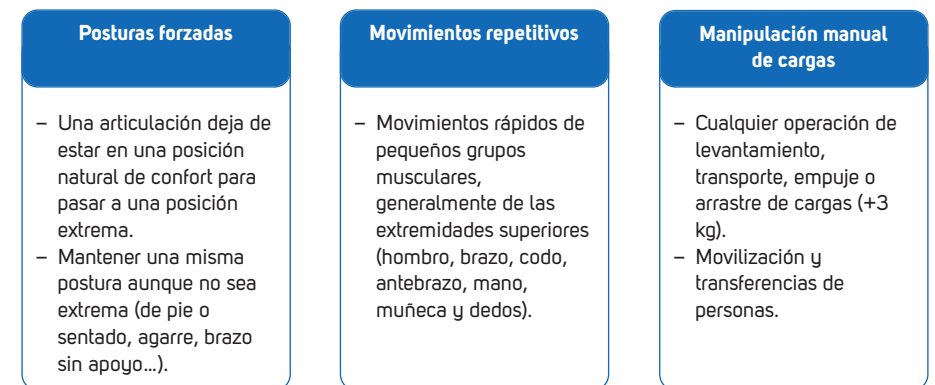 Posturas forzadas
– Una articulación deja de
estar en una posición
natural de confort para
pasar a una posición
extrema.
– Mantener una misma
postura aunque no sea
extrema (de pie o
sentado, agarre, brazo
sin apoyo...).
Movimientos repetitivos
– Movimientos rápidos de
pequeños grupos
musculares,
generalmente de las
extremidades superiores
(hombro, brazo, codo,
antebrazo, mano,
muñeca y dedos).
Manipulación manual
de cargas
– Cualquier operación de
levantamiento,
transporte, empuje o
arrastre de cargas (+3
kg).
– Movilización y
transferencias de
personas.